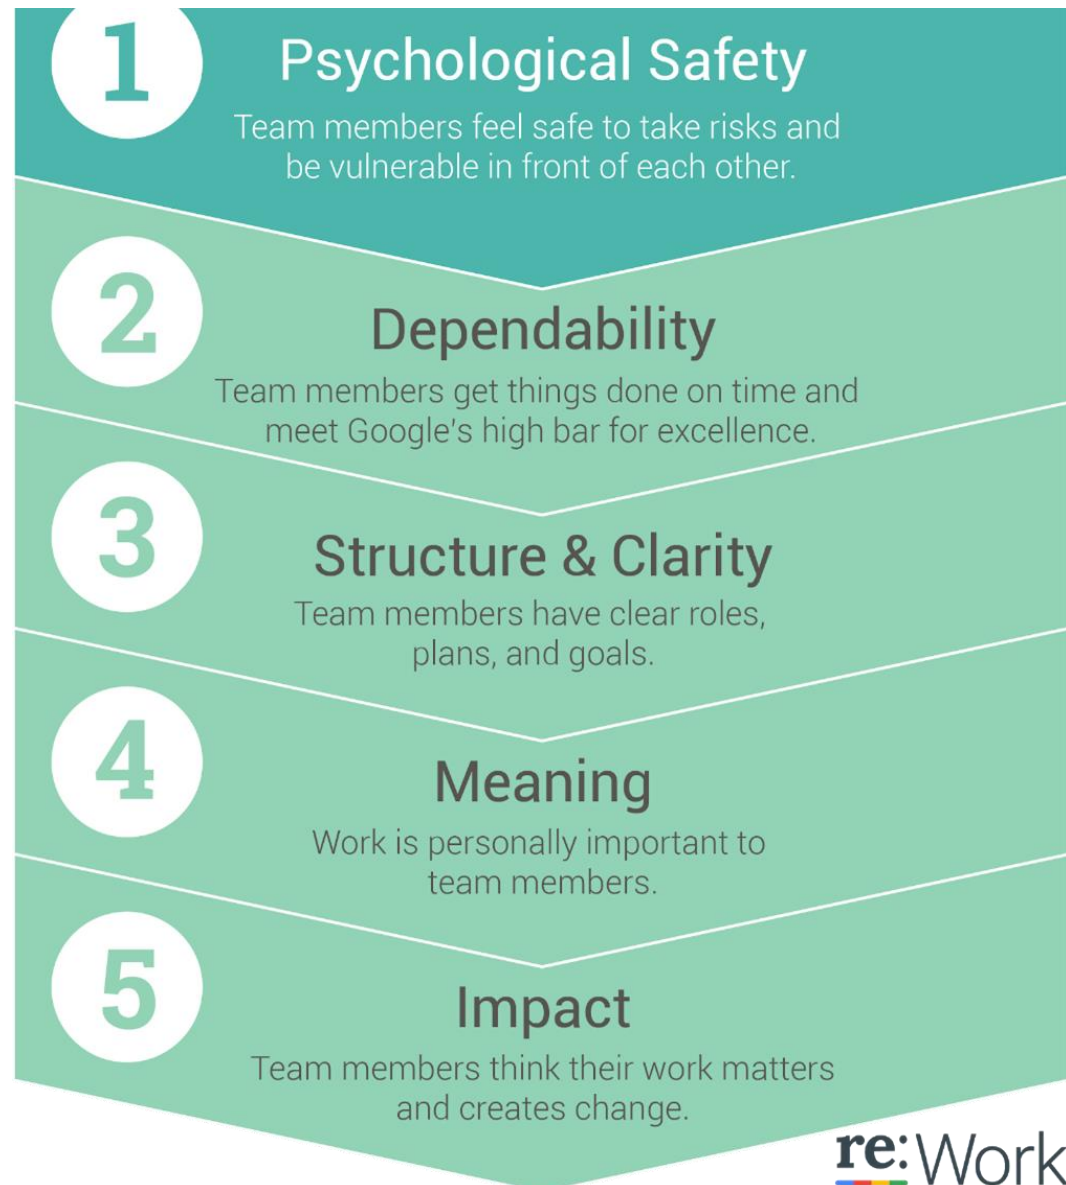 1
Psychological Safety
Team members feel safe to take risks and
be vulnerable in front of each other.
2
Dependability
Team members get things done on time and
meet Google's high bar for excellence.
3
Structure & Clarity
Team members have clear roles,
plans, and goals.
4
Meaning
Work is personally important to
team members.
5
Impact
Team members think their work matters
and creates change.
re:Work